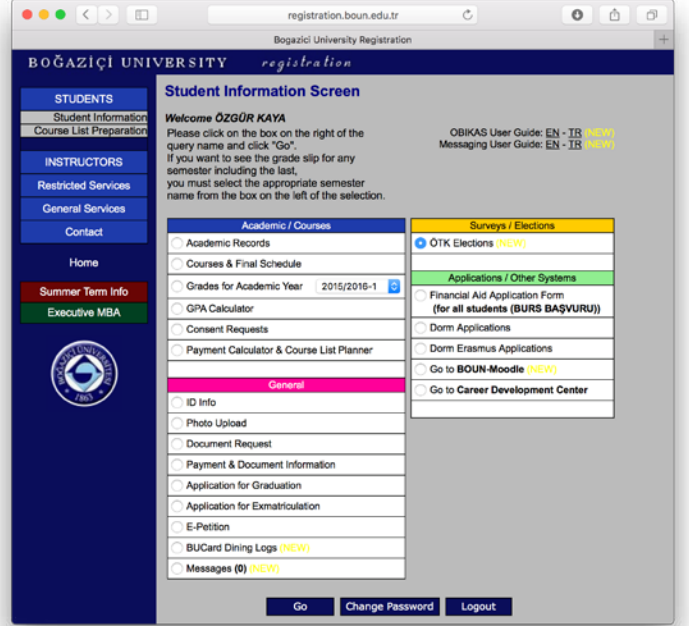 registration.boun.edu.tr
Bogazici University Registration
BOĞAZİÇİ UNIVERSITY registration
STUDENTS
Student Information
Course List Preparation
INSTRUCTORS
Restricted Services
General Services
Contact
Home
Summer Term Info
Executive MBA
BOĞAZİÇİ ÜNİVERSİTESİ
1863
Student Information Screen
Welcome ÖZGÜR KAYA
Please click on the box on the right of the
query name and click "Go".
If you want to see the grade slip for any
semester including the last,
you must select the appropriate semester
name from the box on the left of the selection.
OBIKAS User Guide: EN - TR (NEW)
Messaging User Guide: EN - TR (NEW)
Academic / Courses
Academic Records
Courses & Final Schedule
Grades for Academic Year 2015/2016-1
GPA Calculator
Consent Requests
Payment Calculator & Course List Planner
General
ID Info
Photo Upload
Document Request
Payment & Document Information
Application for Graduation
Application for Exmatriculation
E-Petition
BUCard Dining Logs (NEW)
Messages (0) (NEW)
Surveys / Elections
ÖTK Elections (NEW)
Applications / Other Systems
Financial Aid Application Form
(for all students (BURS BAŞVURU))
Dorm Applications
Dorm Erasmus Applications
Go to BOUN-Moodle (NEW)
Go to Career Development Center
Go
Change Password
Logout